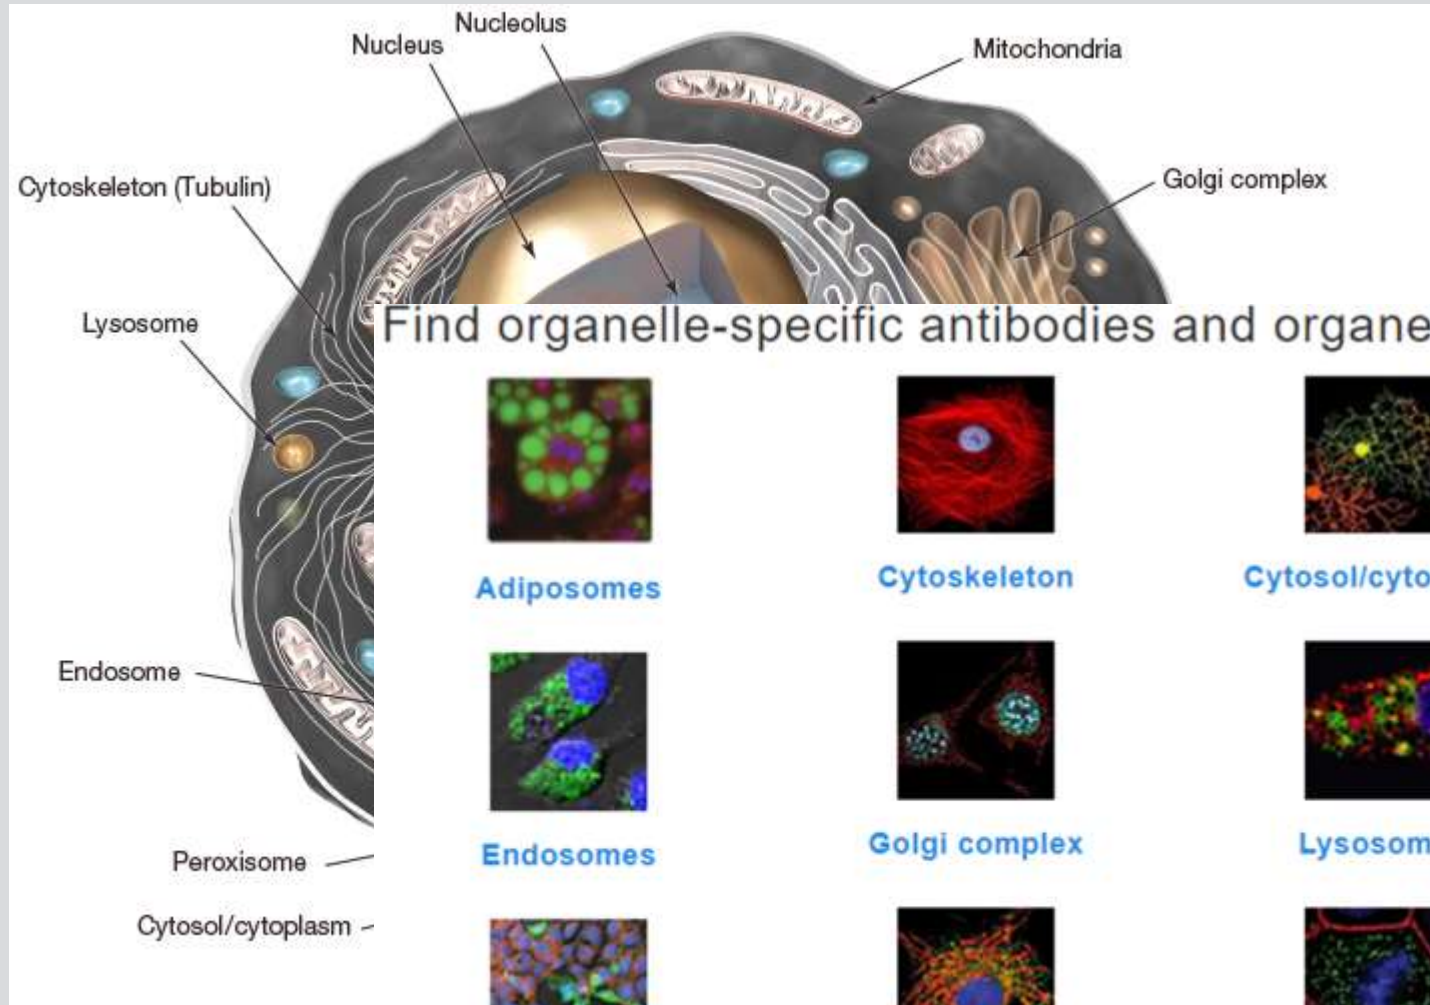 Nucleolus
Nucleus
Mitochondria
Golgi complex
Cytoskeleton (Tubulin)
Lysosome
Find organelle-specific antibodies and organe
Adiposomes
Cytoskeleton
Cytosol/cyto
Endosome
Endosomes
Golgi complex
Lysosom
Peroxisome
Cytosol/cytoplasm